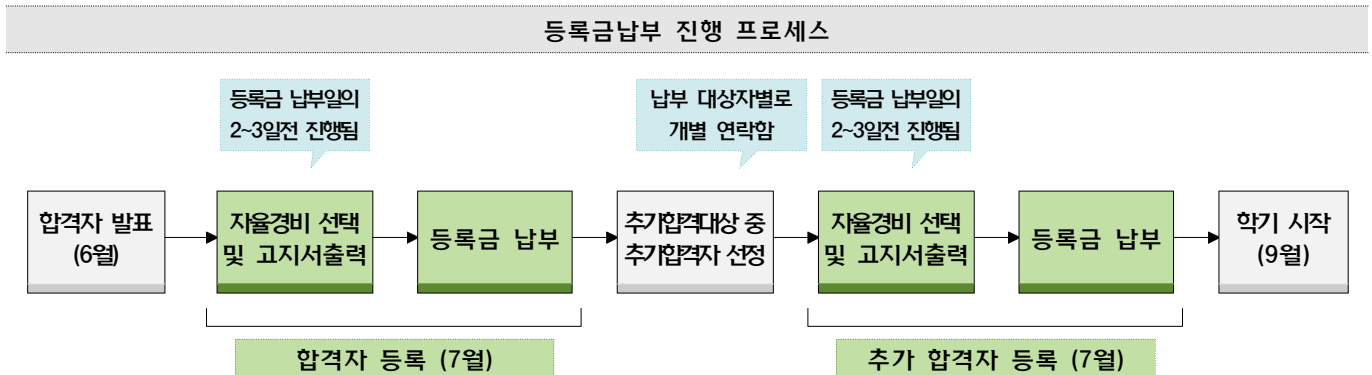 등록금납부 진행 프로세스
등록금 납부일의
2~3일전 진행됨
납부 대상자별로
개별 연락함
등록금 납부일의
2~3일전 진행됨
합격자 발표
(6월)
자율경비 선택
및 고지서출력
등록금 납부
추가합격대상 중
추가합격자 선정
자율경비 선택
및 고지서출력
등록금 납부
학기 시작
(9월)
합격자 등록 (7월)
추가 합격자 등록 (7월)